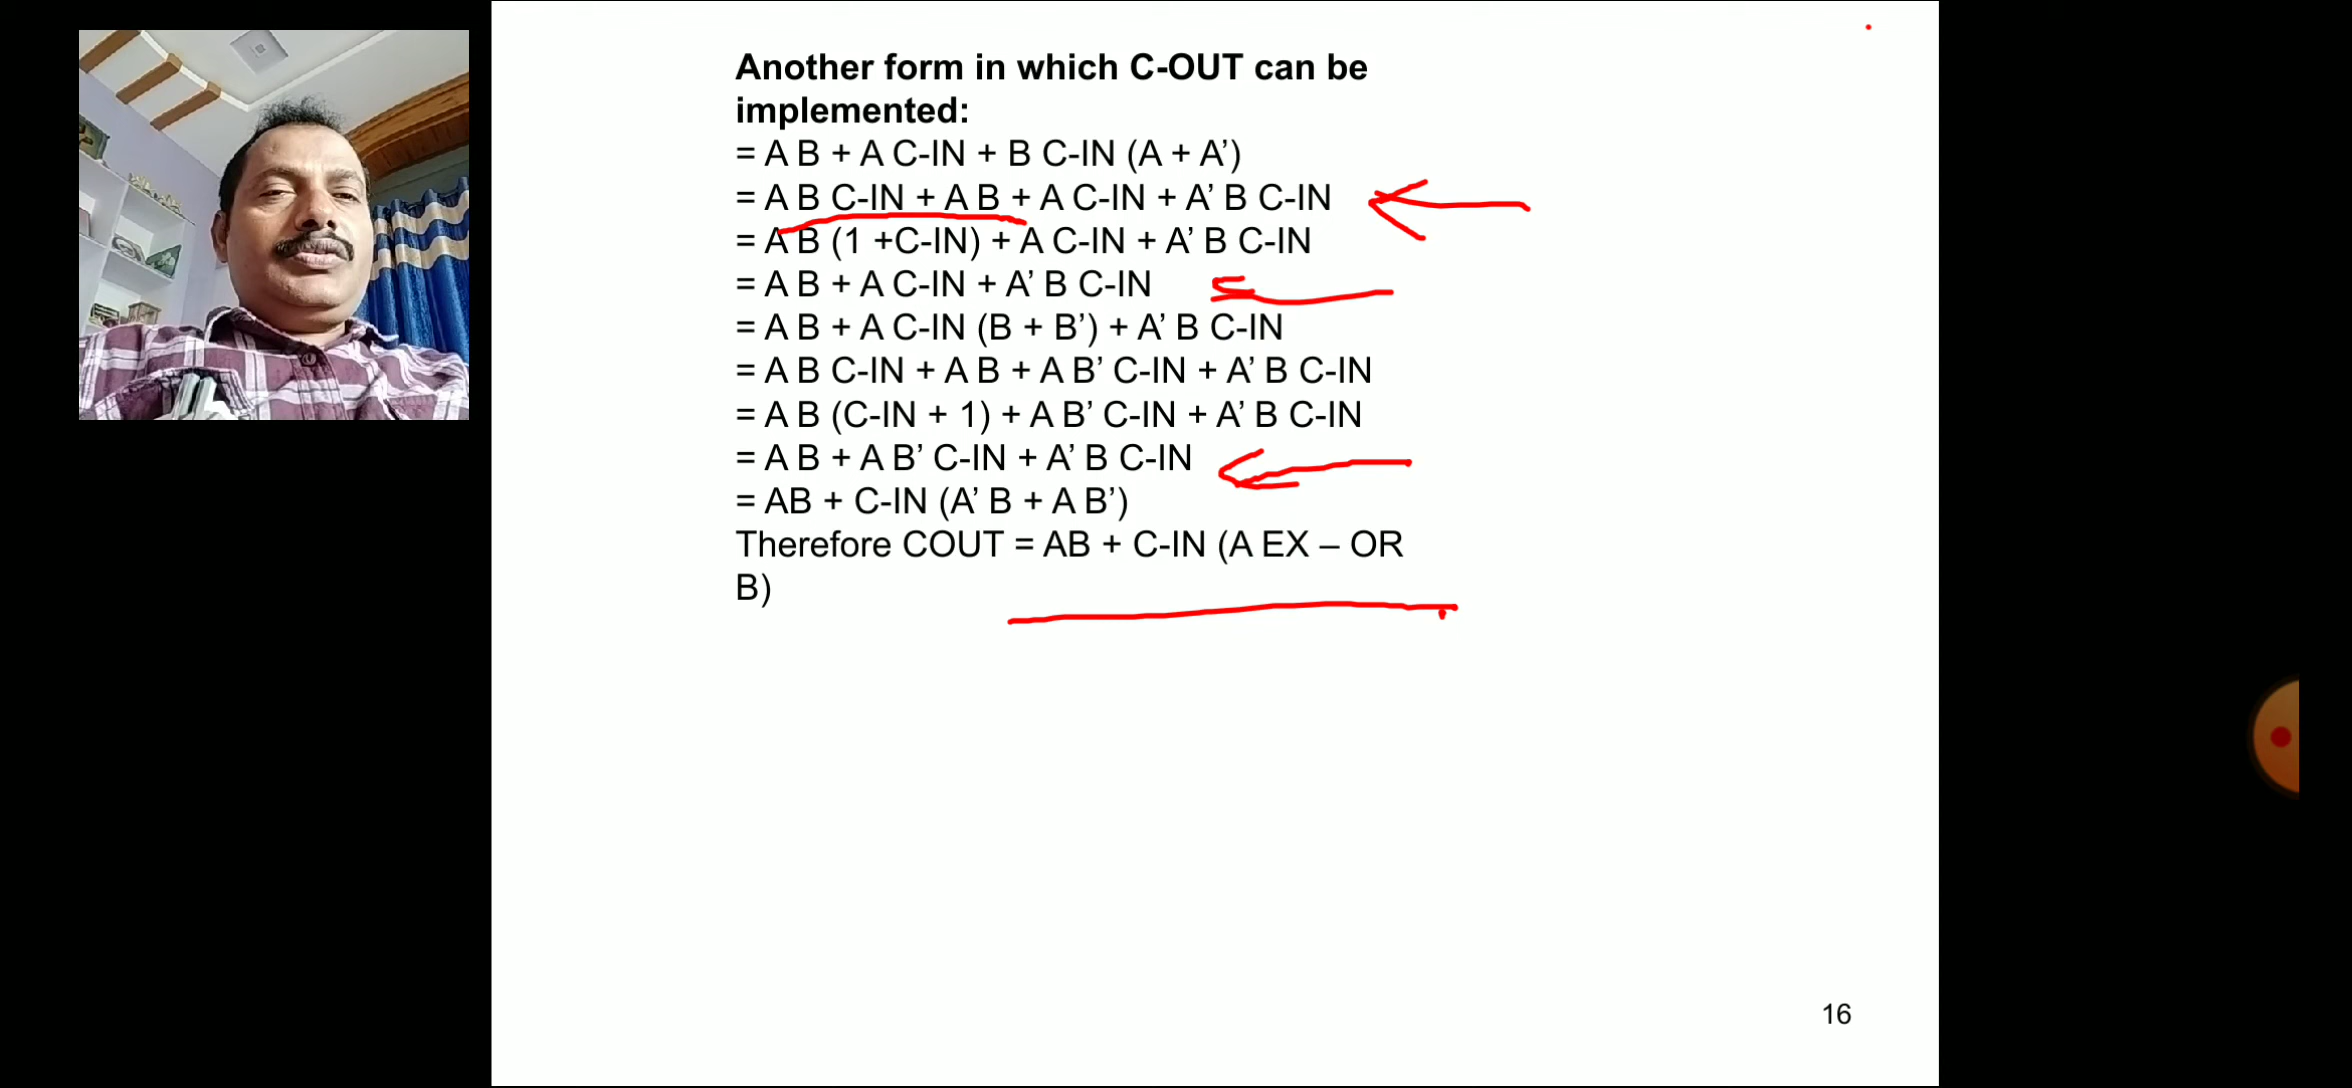 Another form in which C-OUT can be
implemented:
= A B + A C-IN + B C-IN (A + A’)
= A B C-IN + A B + A C-IN + A’ B C-IN
= A B (1 +C-IN) + A C-IN + A’ B C-IN
= A B + A C-IN + A’ B C-IN
= A B + A C-IN (B + B’) + A’ B C-IN
= A B C-IN + A B + A B’ C-IN + A’ B C-IN
= A B (C-IN + 1) + A B’ C-IN + A’ B C-IN
= A B + A B’ C-IN + A’ B C-IN
= AB + C-IN (A’ B + A B’)
Therefore COUT = AB + C-IN (A EX – OR
B)
16